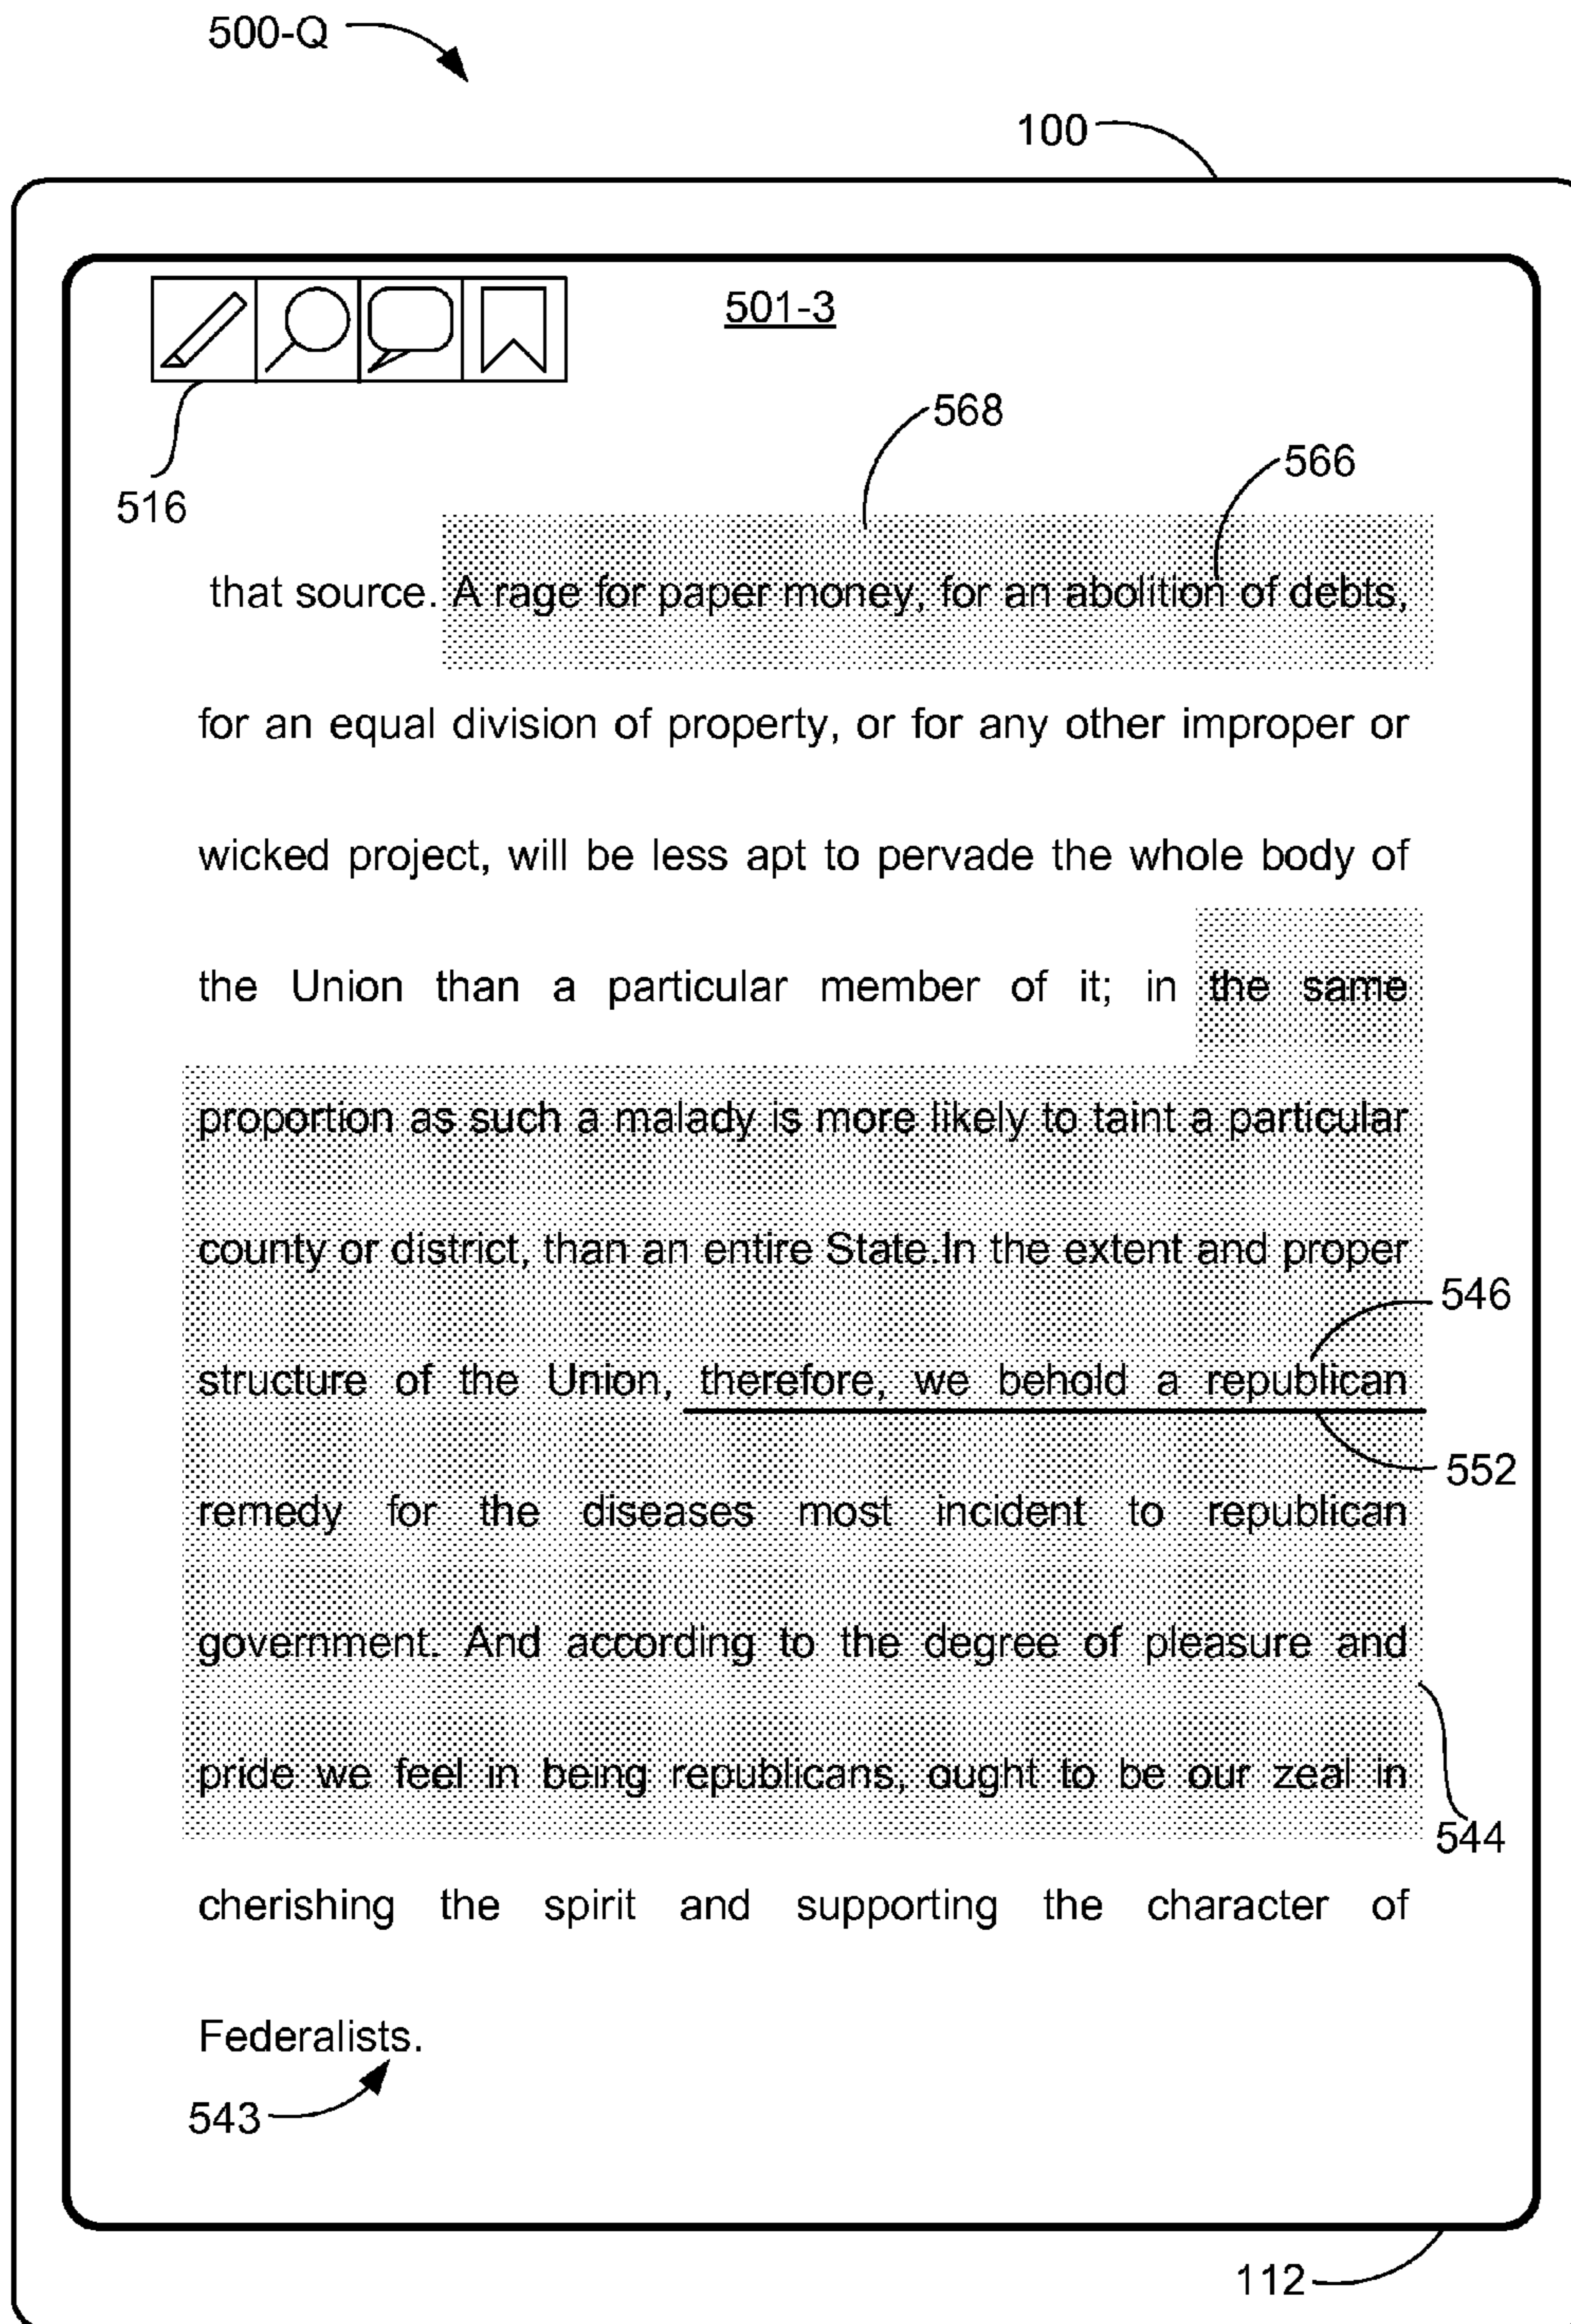 500-Q
100
501-3
516
568
566
that source. A rage for paper money, for an abolition of debts,
for an equal division of property, or for any other improper or
wicked project, will be less apt to pervade the whole body of
the Union than a particular member of it; in the same
proportion as such a malady is more likely to taint a particular
county or district, than an entire State.In the extent and proper
546
structure of the Union, therefore, we behold a republican
552
remedy for the diseases most incident to republican
government. And according to the degree of pleasure and
pride we feel in being republicans, ought to be our zeal in
544
cherishing the spirit and supporting the character of
Federalists.
543
112